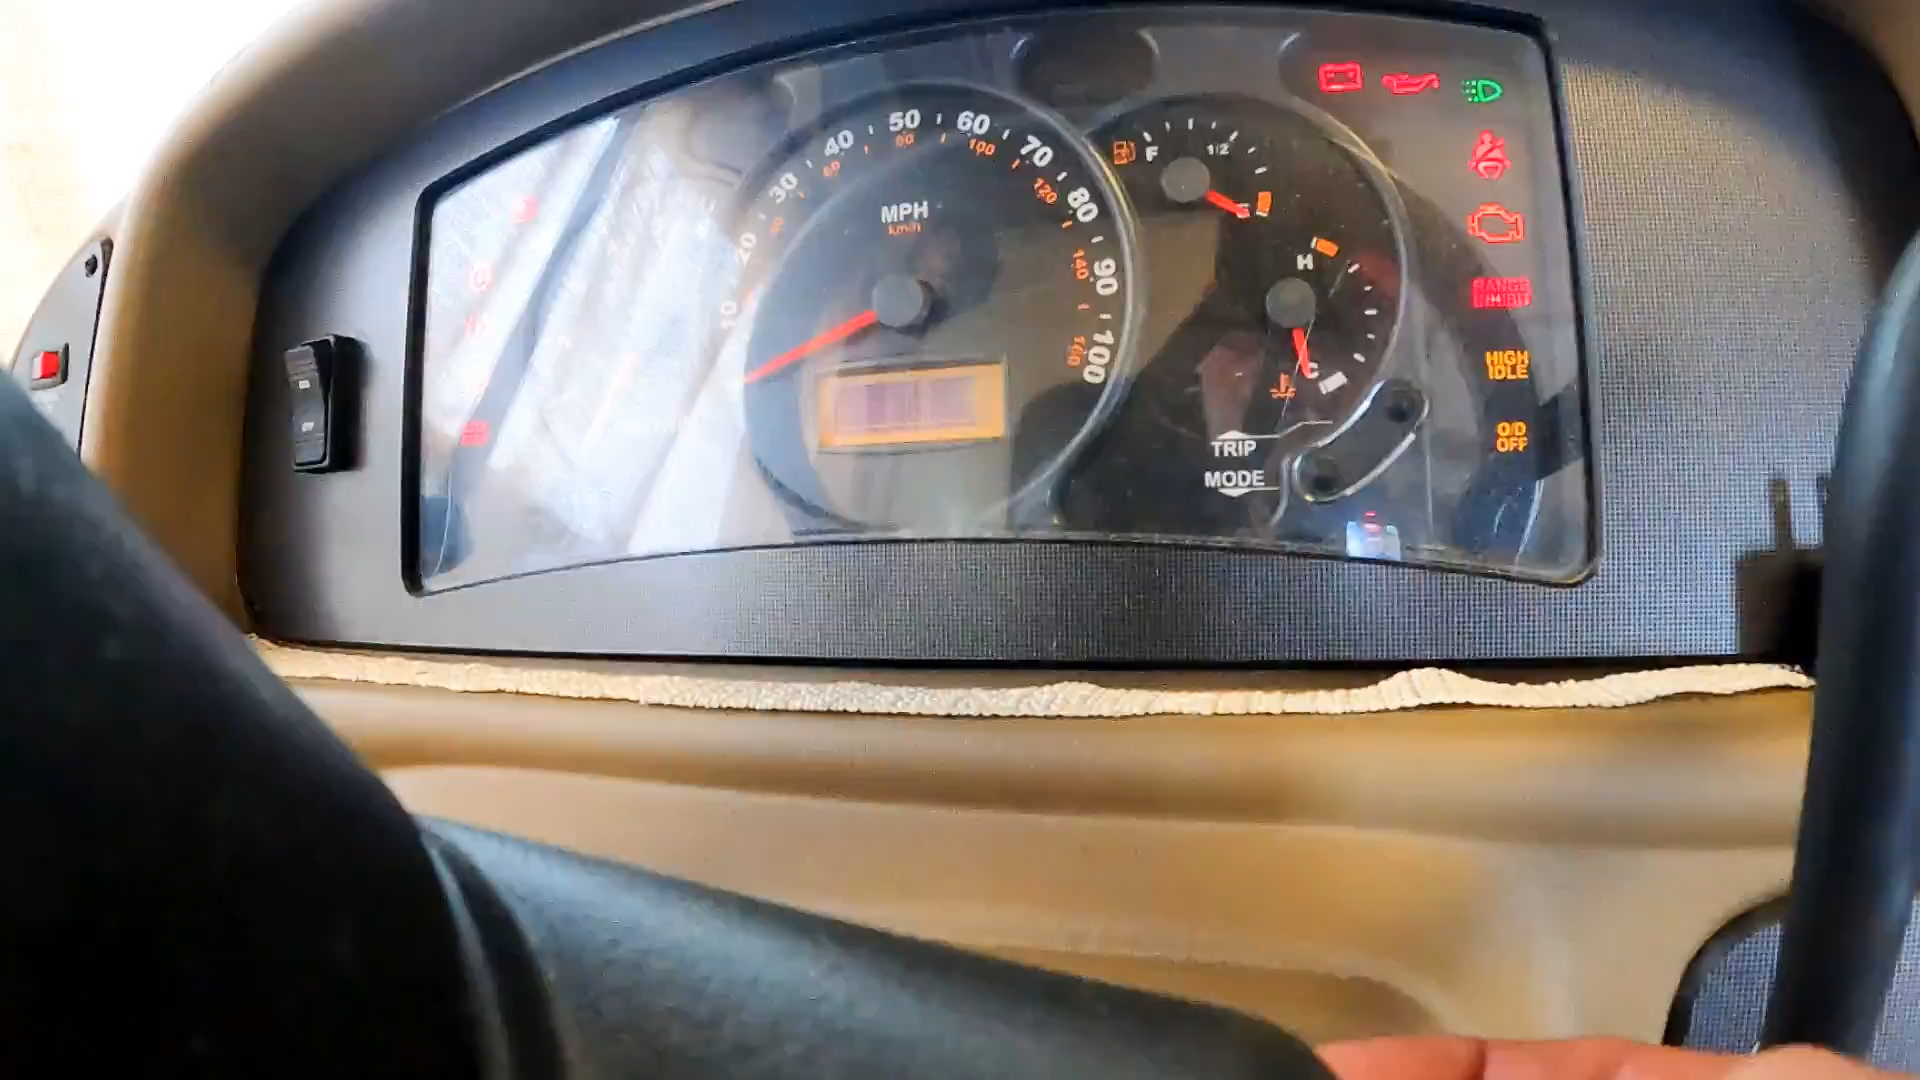 10
20
30
40
50
60
70
80
90
100
60
80
100
120
140
160
MPH
km/h
F
1/2
E
H
C
RANGE
INHIBIT
HIGH
IDLE
O/D
OFF
TRIP
MODE